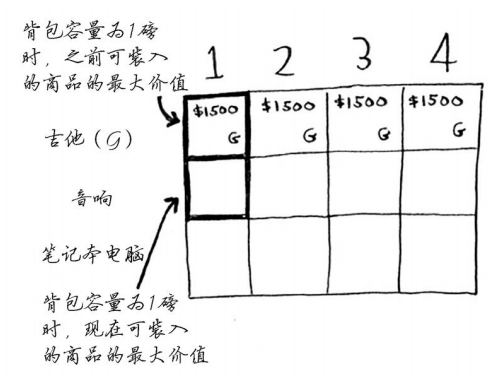 背包容量为1磅
时，之前可装入
的商品的最大价值
1 2 3 4
吉他（G） $1500 G $1500 G $1500 G $1500 G
音响
笔记本电脑
背包容量为1磅
时，现在可装入
的商品的最大价值